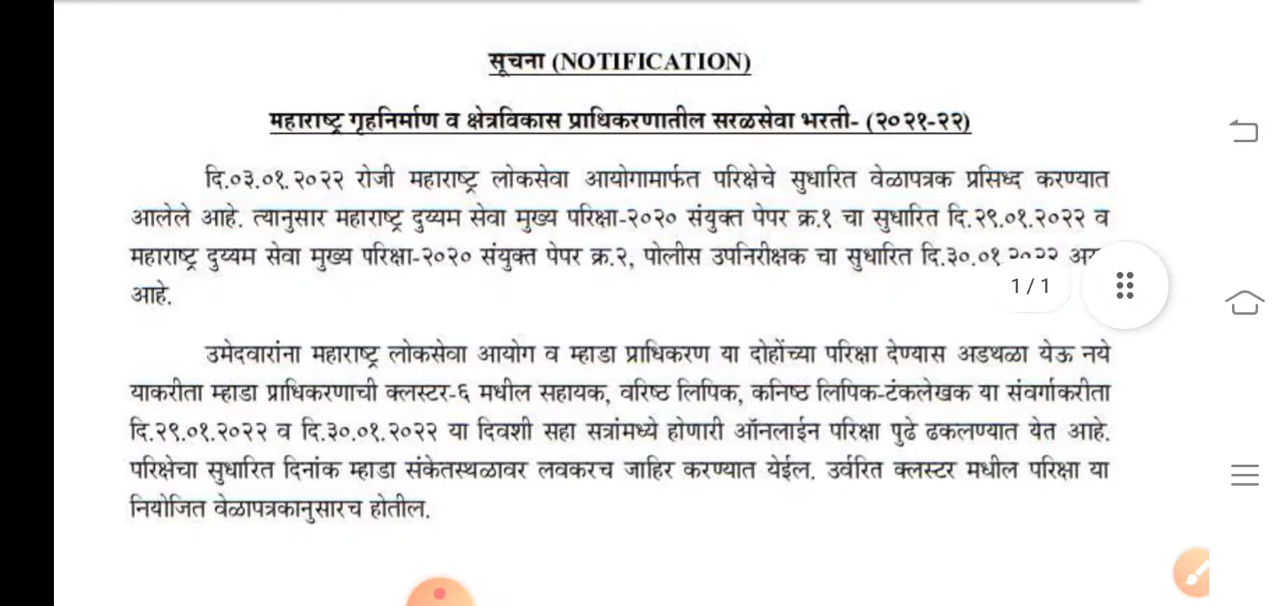 सूचना (NOTIFICATION)
महाराष्ट्र गृहनिर्माण व क्षेत्रविकास प्राधिकरणातील सरळसेवा भरती- (२०२१-२२)
दि.०३.०१.२०२२ रोजी महाराष्ट्र लोकसेवा आयोगामार्फत परिक्षेचे सुधारित वेळापत्रक प्रसिध्द करण्यात
आलेले आहे. त्यानुसार महाराष्ट्र दुय्यम सेवा मुख्य परिक्षा-२०२० संयुक्त पेपर क्र.१ चा सुधारित दि.२९.०१.२०२२ व
महाराष्ट्र दुय्यम सेवा मुख्य परिक्षा-२०२० संयुक्त पेपर क्र.२, पोलीस उपनिरीक्षक चा सुधारित दि.३०.०१.२०२२
आहे.
1 / 1
उमेदवारांना महाराष्ट्र लोकसेवा आयोग व म्हाडा प्राधिकरण या दोहोंच्या परिक्षा देण्यास अडथळा येऊ नये
याकरीता म्हाडा प्राधिकरणाची क्लस्टर-६ मधील सहायक, वरिष्ठ लिपिक, कनिष्ठ लिपिक-टंकलेखक या संवर्गाकरीता
दि.२९.०१.२०२२ व दि.३०.०१.२०२२ या दिवशी सहा सत्रांमध्ये होणारी ऑनलाईन परिक्षा पुढे ढकलण्यात येत आहे.
परिक्षेचा सुधारित दिनांक म्हाडा संकेतस्थळावर लवकरच जाहिर करण्यात येईल. उर्वरित क्लस्टर मधील परिक्षा या
नियोजित वेळापत्रकानुसारच होतील.